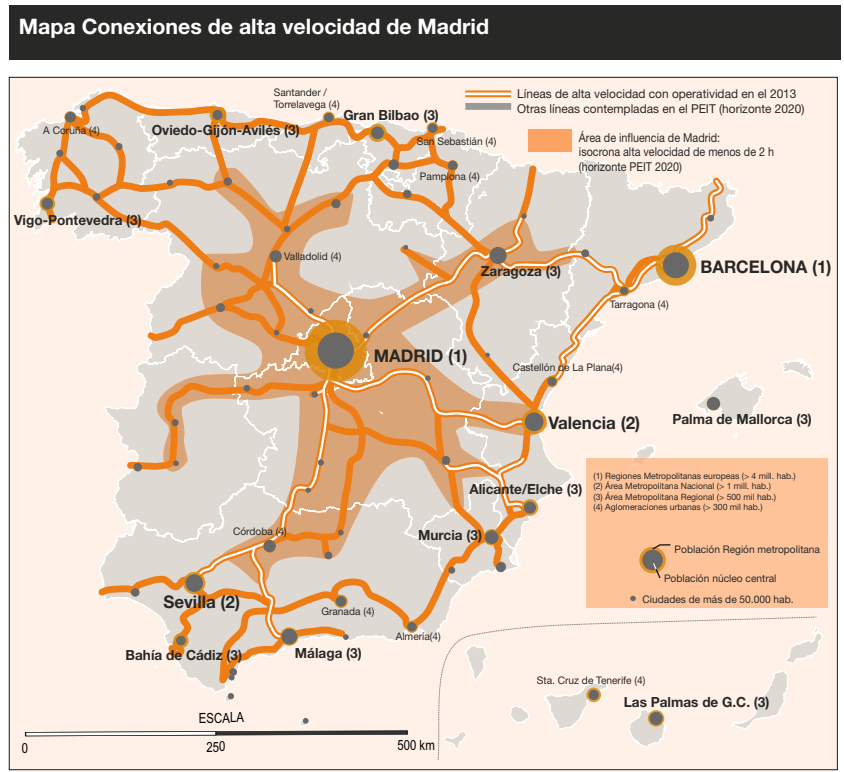 Mapa Conexiones de alta velocidad de Madrid
Líneas de alta velocidad con operatividad en el 2013
Otras líneas contempladas en el PEIT (horizonte 2020)
Área de influencia de Madrid:
isocrona alta velocidad de menos de 2 h
(horizonte PEIT 2020)
Santander /
Torrelavega (4)
Gran Bilbao (3)
A Coruña (4)
Oviedo-Gijón-Avilés (3)
San Sebastián (4)
Pamplona (4)
Vigo-Pontevedra (3)
Valladolid (4)
Zaragoza (3)
BARCELONA (1)
Tarragona (4)
MADRID (1)
Castellón de La Plana(4)
Valencia (2)
Palma de Mallorca (3)
Alicante/Elche (3)
Murcia (3)
Córdoba (4)
Sevilla (2)
Granada (4)
Almería(4)
Bahía de Cádiz (3)
Málaga (3)
(1) Regiones Metropolitanas europeas (> 4 mill. hab.)
(2) Área Metropolitana Nacional (> 1 mill. hab.)
(3) Área Metropolitana Regional (> 500 mil hab.)
(4) Aglomeraciones urbanas (> 300 mil hab.)
Población Región metropolitana
Población núcleo central
Ciudades de más de 50.000 hab.
Sta. Cruz de Tenerife (4)
Las Palmas de G.C. (3)
ESCALA
0 250 500 km